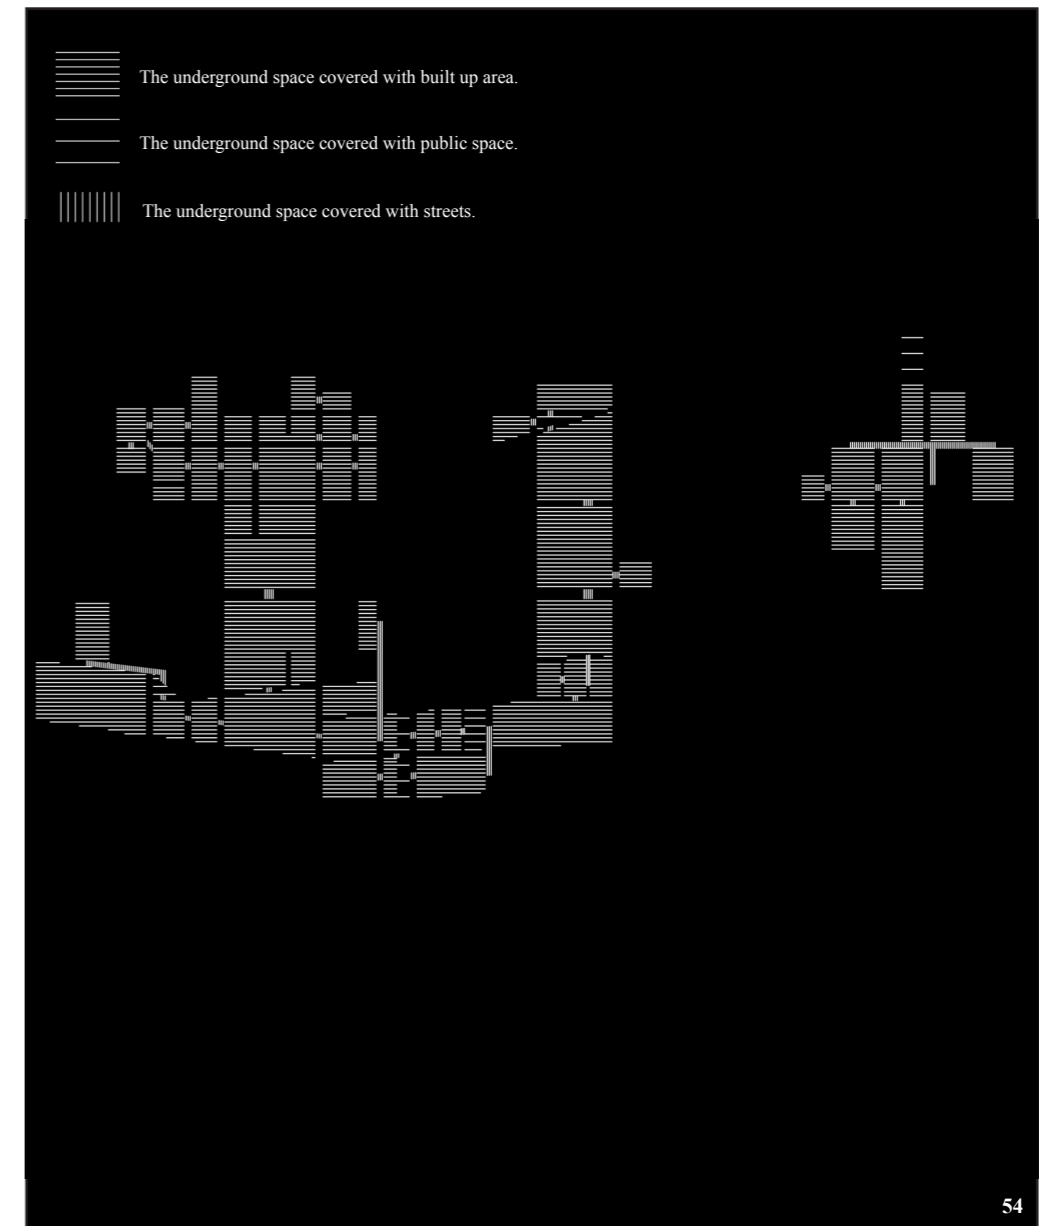 The underground space covered with built up area.
The underground space covered with public space.
The underground space covered with streets.
54